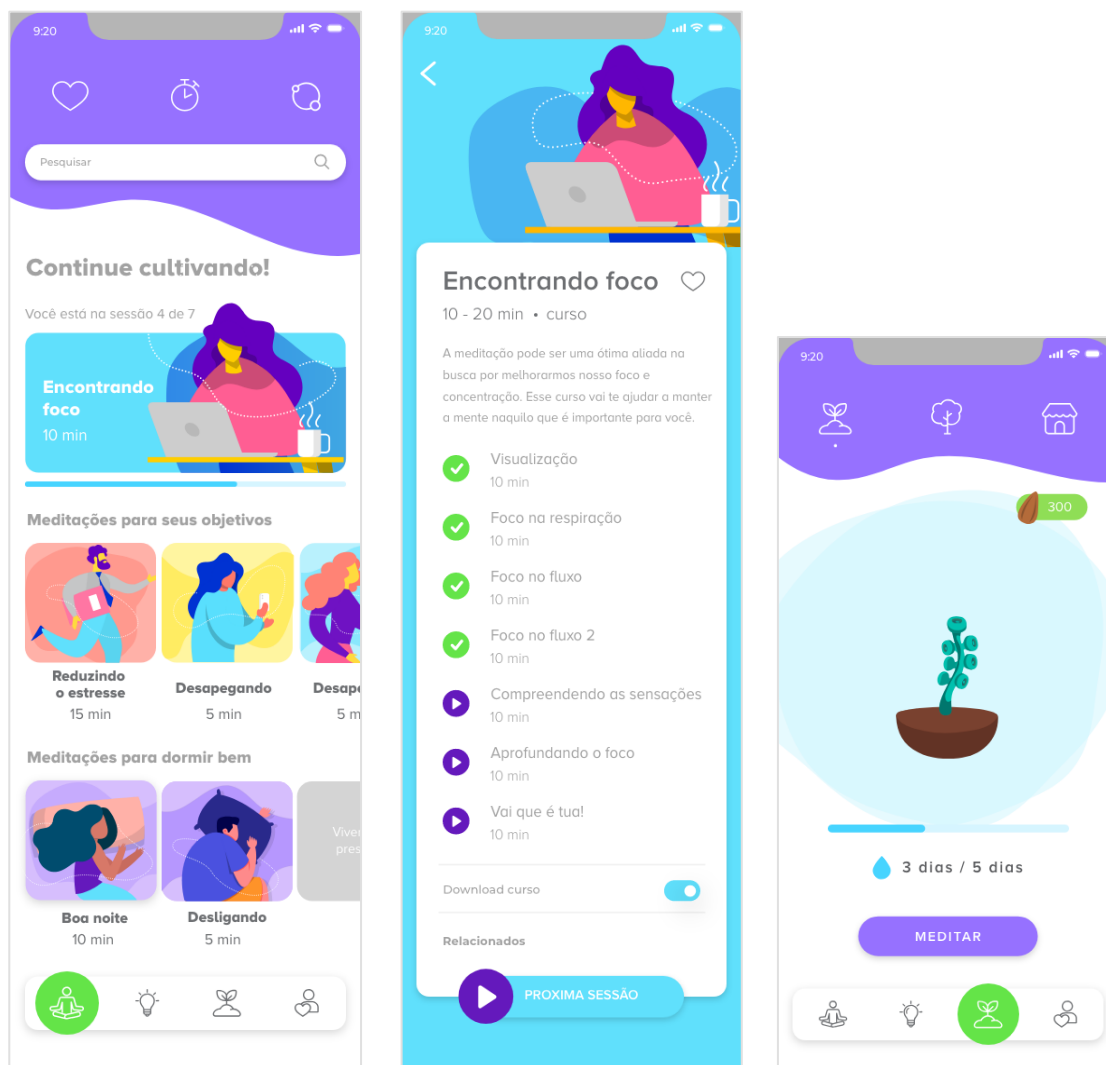 9:20
Pesquisar
Continue cultivando!
Você está na sessão 4 de 7
Encontrando
foco
10 min
Meditações para seus objetivos
Reduzindo
o estresse
15 min
Desapegando
5 min
Desape
5 m
Meditações para dormir bem
Boa noite
10 min
Desligando
5 min
Viver
pres
9:20
Encontrando foco
10 - 20 min • curso
A meditação pode ser uma ótima aliada na
busca por melhorarmos nosso foco e
concentração. Esse curso vai te ajudar a manter
a mente naquilo que é importante para você.
Visualização
10 min
Foco na respiração
10 min
Foco no fluxo
10 min
Foco no fluxo 2
10 min
Compreendendo as sensações
10 min
Aprofundando o foco
10 min
Vai que é tua!
10 min
Download curso
Relacionados
PROXIMA SESSÃO
9:20
300
3 dias / 5 dias
MEDITAR